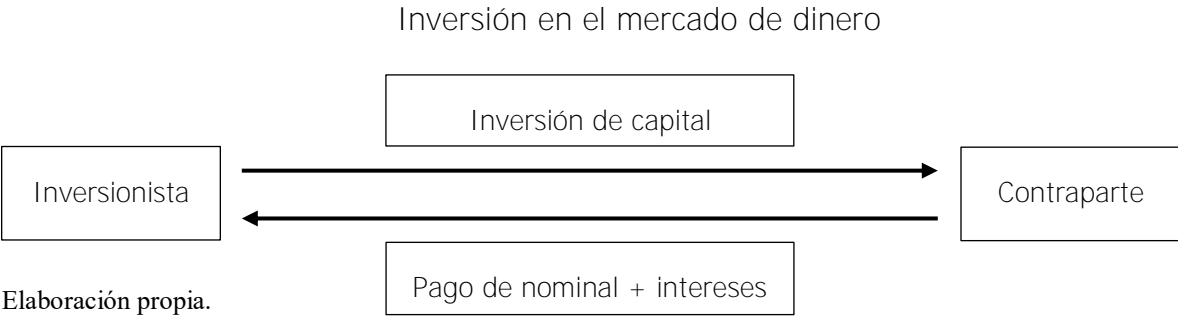 Inversión en el mercado de dinero
Inversión de capital
Inversionista
Contraparte
Pago de nominal + intereses
Elaboración propia.